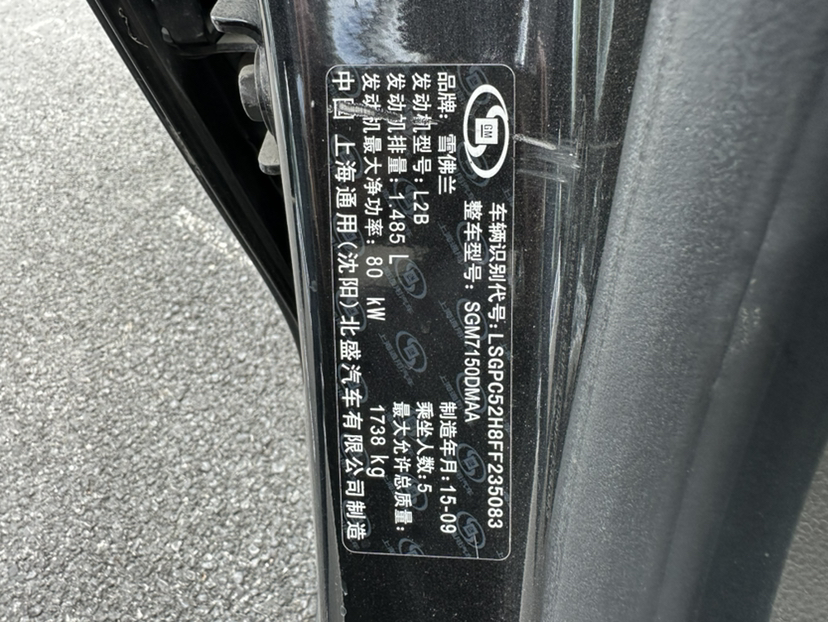 GM
车辆识别代号:LSGPC52H8FF235083
整车型号: SGM7150DMAA
品牌: 雪佛兰
制造年月:15-09
发动机型号: L2B
乘坐人数:5
发动机排量: 1.485 L
最大允许总质量:
发动机最大净功率: 80 kW
1738 kg
中国 上海通用(沈阳)北盛汽车有限公司制造